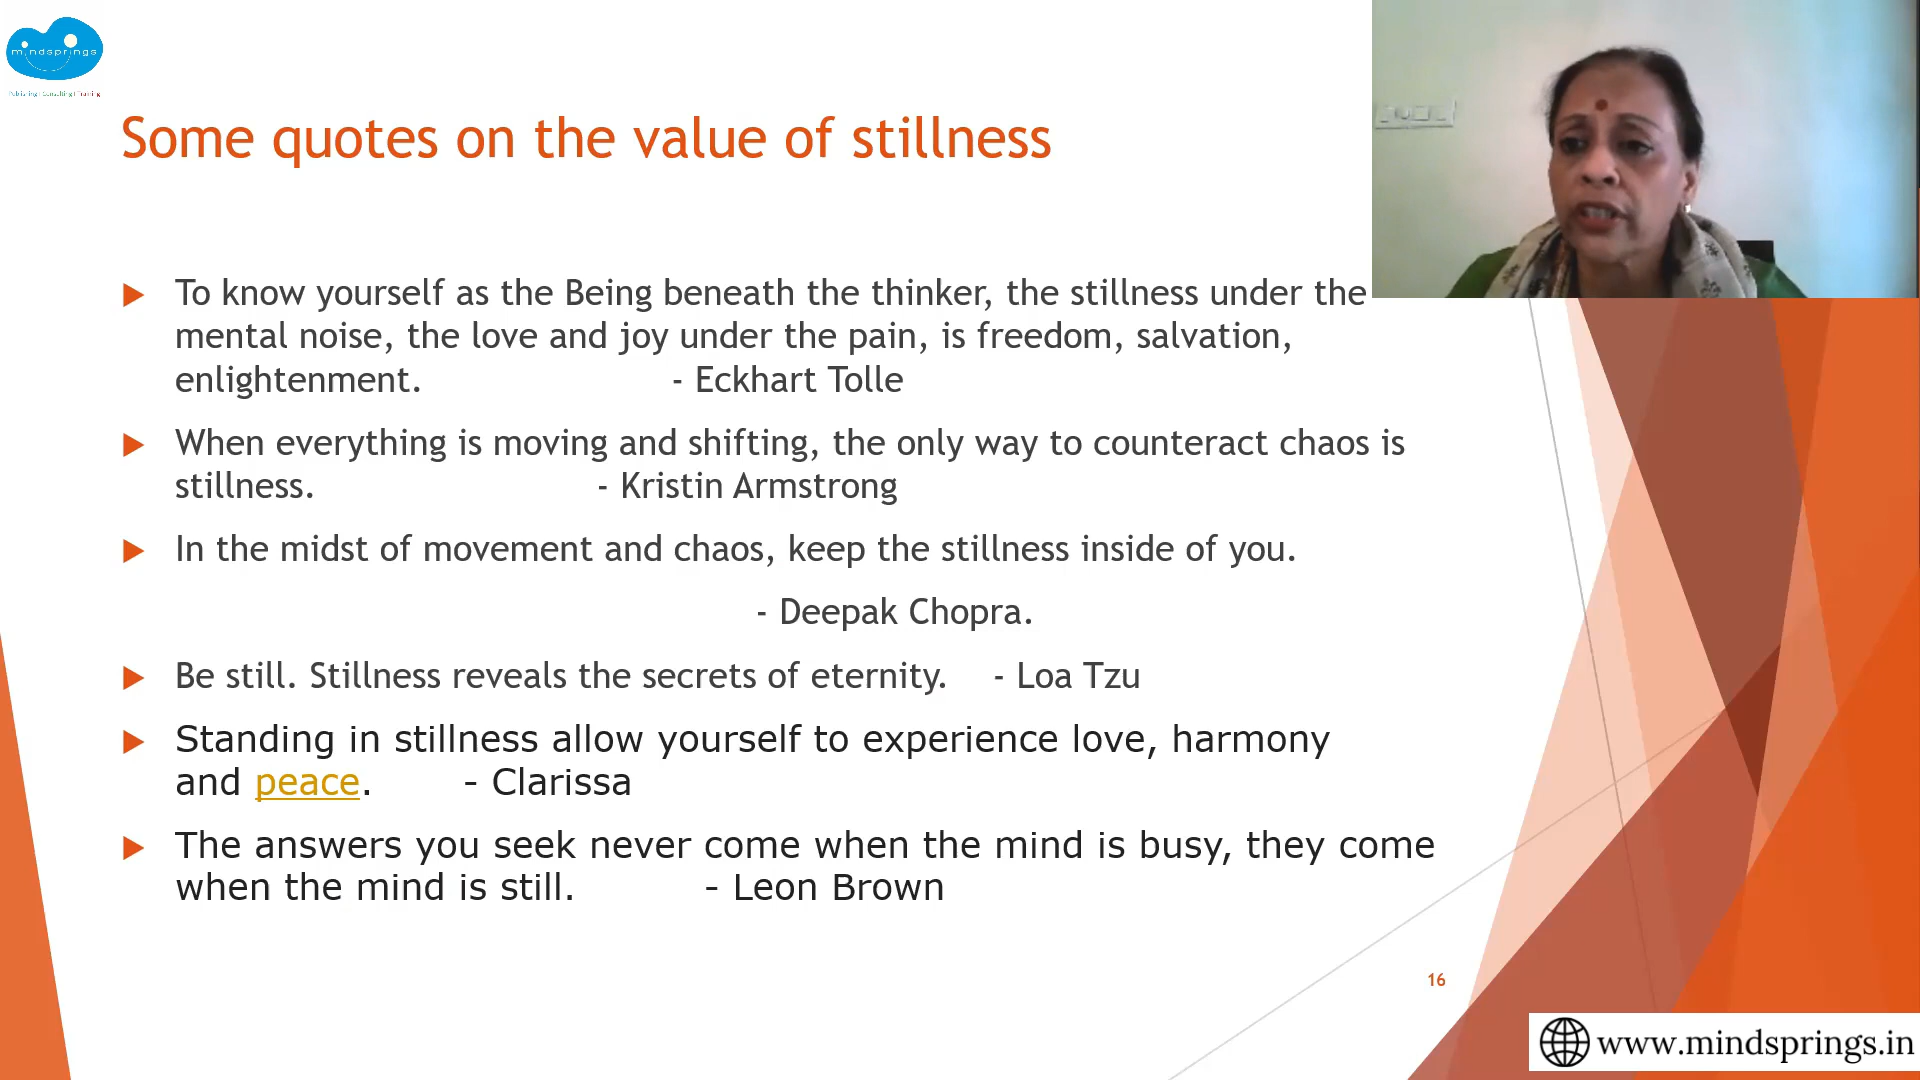 mindsprings
Publishing I Consulting I Training
Some quotes on the value of stillness
To know yourself as the Being beneath the thinker, the stillness under the
mental noise, the love and joy under the pain, is freedom, salvation,
enlightenment. - Eckhart Tolle
When everything is moving and shifting, the only way to counteract chaos is
stillness. - Kristin Armstrong
In the midst of movement and chaos, keep the stillness inside of you.
- Deepak Chopra.
Be still. Stillness reveals the secrets of eternity. - Loa Tzu
Standing in stillness allow yourself to experience love, harmony
and peace. - Clarissa
The answers you seek never come when the mind is busy, they come
when the mind is still. - Leon Brown
16
www.mindsprings.in